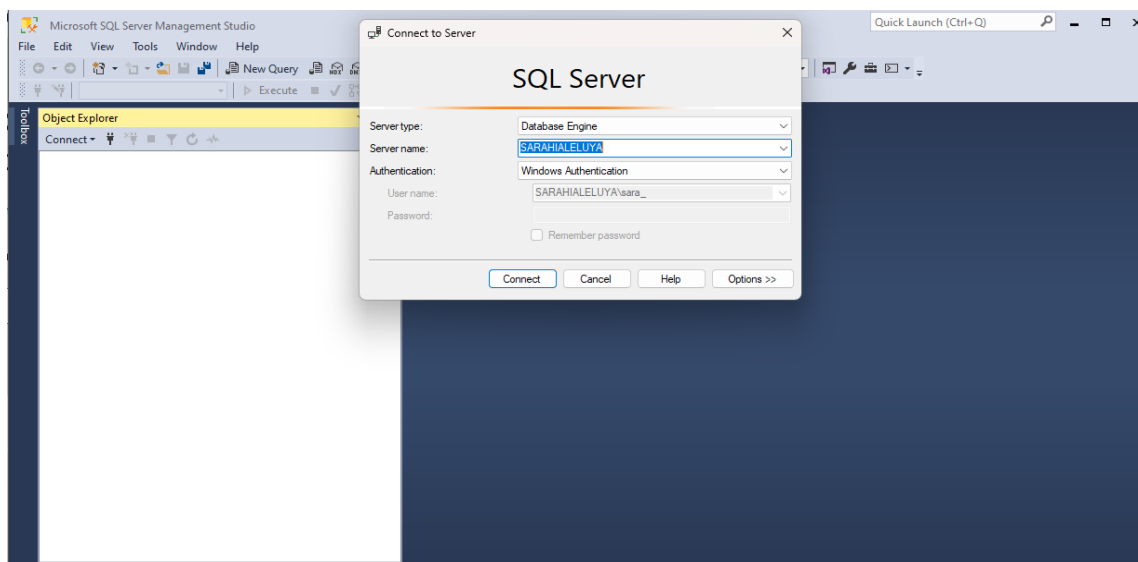 Microsoft SQL Server Management Studio
Quick Launch (Ctrl+Q)
File Edit View Tools Window Help
New Query
Execute
Toolbox
Object Explorer
Connect
Connect to Server
SQL Server
Server type: Database Engine
Server name: SARAHIALELUYA
Authentication: Windows Authentication
User name: SARAHIALELUYA\sara_
Password:
Remember password
Connect Cancel Help Options >>